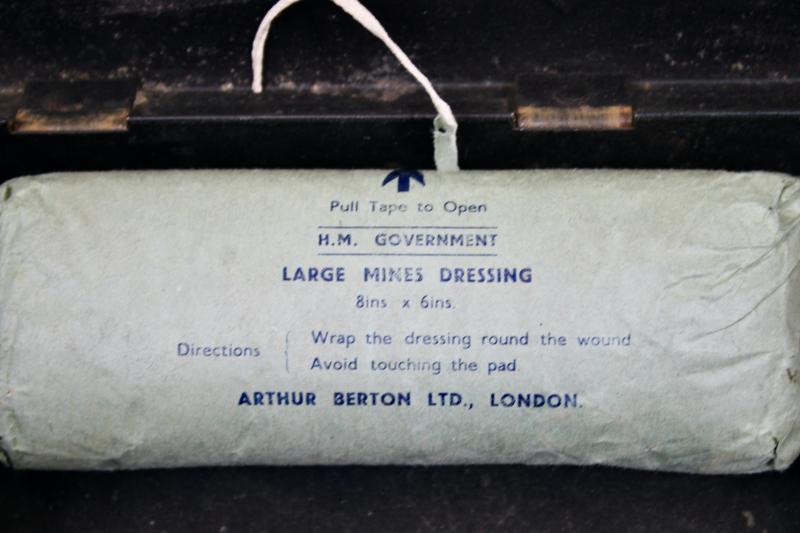 Pull Tape to Open
H.M. GOVERNMENT
LARGE MINES DRESSING
8ins. x 6ins.
Directions { Wrap the dressing round the wound
Avoid touching the pad.
ARTHUR BERTON LTD., LONDON.